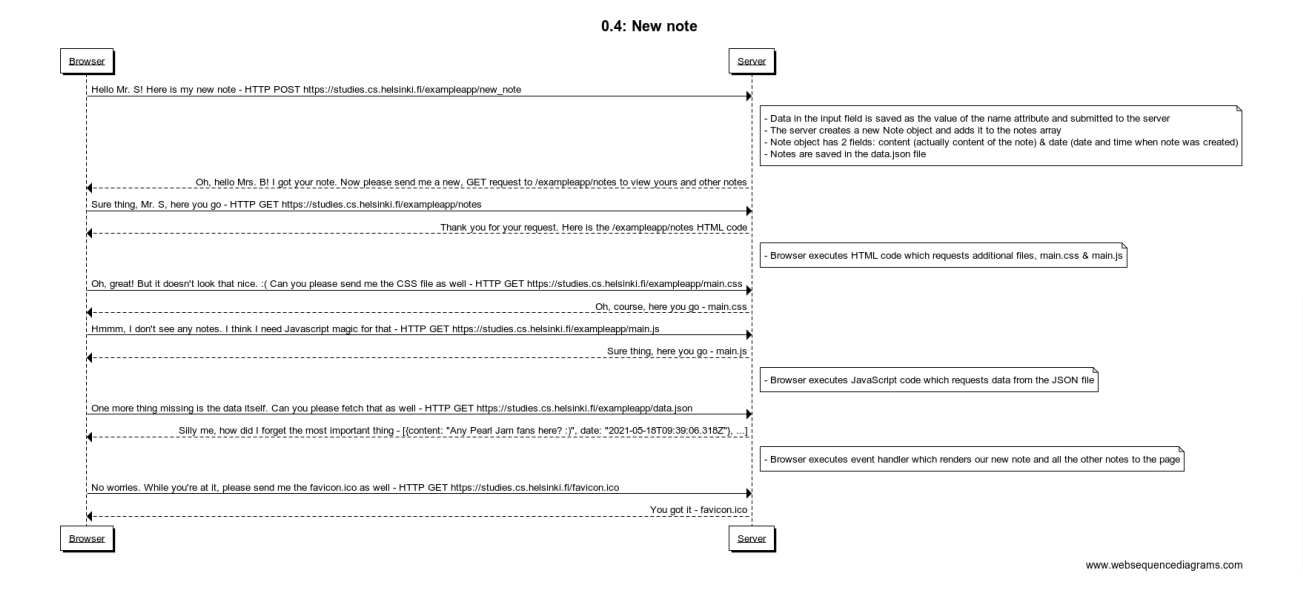 0.4: New note
Browser
Server
Hello Mr. S! Here is my new note - HTTP POST https://studies.cs.helsinki.fi/exampleapp/new_note
- Data in the input field is saved as the value of the name attribute and submitted to the server
- The server creates a new Note object and adds it to the notes array
- Note object has 2 fields: content (actually content of the note) & date (date and time when note was created)
- Notes are saved in the data.json file
Oh, hello Mrs. B! I got your note. Now please send me a new, GET request to /exampleapp/notes to view yours and other notes
Sure thing, Mr. S, here you go - HTTP GET https://studies.cs.helsinki.fi/exampleapp/notes
Thank you for your request. Here is the /exampleapp/notes HTML code
- Browser executes HTML code which requests additional files, main.css & main.js
Oh, great! But it doesn't look that nice. :( Can you please send me the CSS file as well - HTTP GET https://studies.cs.helsinki.fi/exampleapp/main.css
Oh, course, here you go - main.css
Hmmm, I don't see any notes. I think I need Javascript magic for that - HTTP GET https://studies.cs.helsinki.fi/exampleapp/main.js
Sure thing, here you go - main.js
- Browser executes JavaScript code which requests data from the JSON file
One more thing missing is the data itself. Can you please fetch that as well - HTTP GET https://studies.cs.helsinki.fi/exampleapp/data.json
Silly me, how did I forget the most important thing - [{content: "Any Pearl Jam fans here? :)", date: "2021-05-18T09:39:06.318Z"}, ...]
- Browser executes event handler which renders our new note and all the other notes to the page
No worries. While you're at it, please send me the favicon.ico as well - HTTP GET https://studies.cs.helsinki.fi/favicon.ico
You got it - favicon.ico
Browser
Server
www.websequencediagrams.com